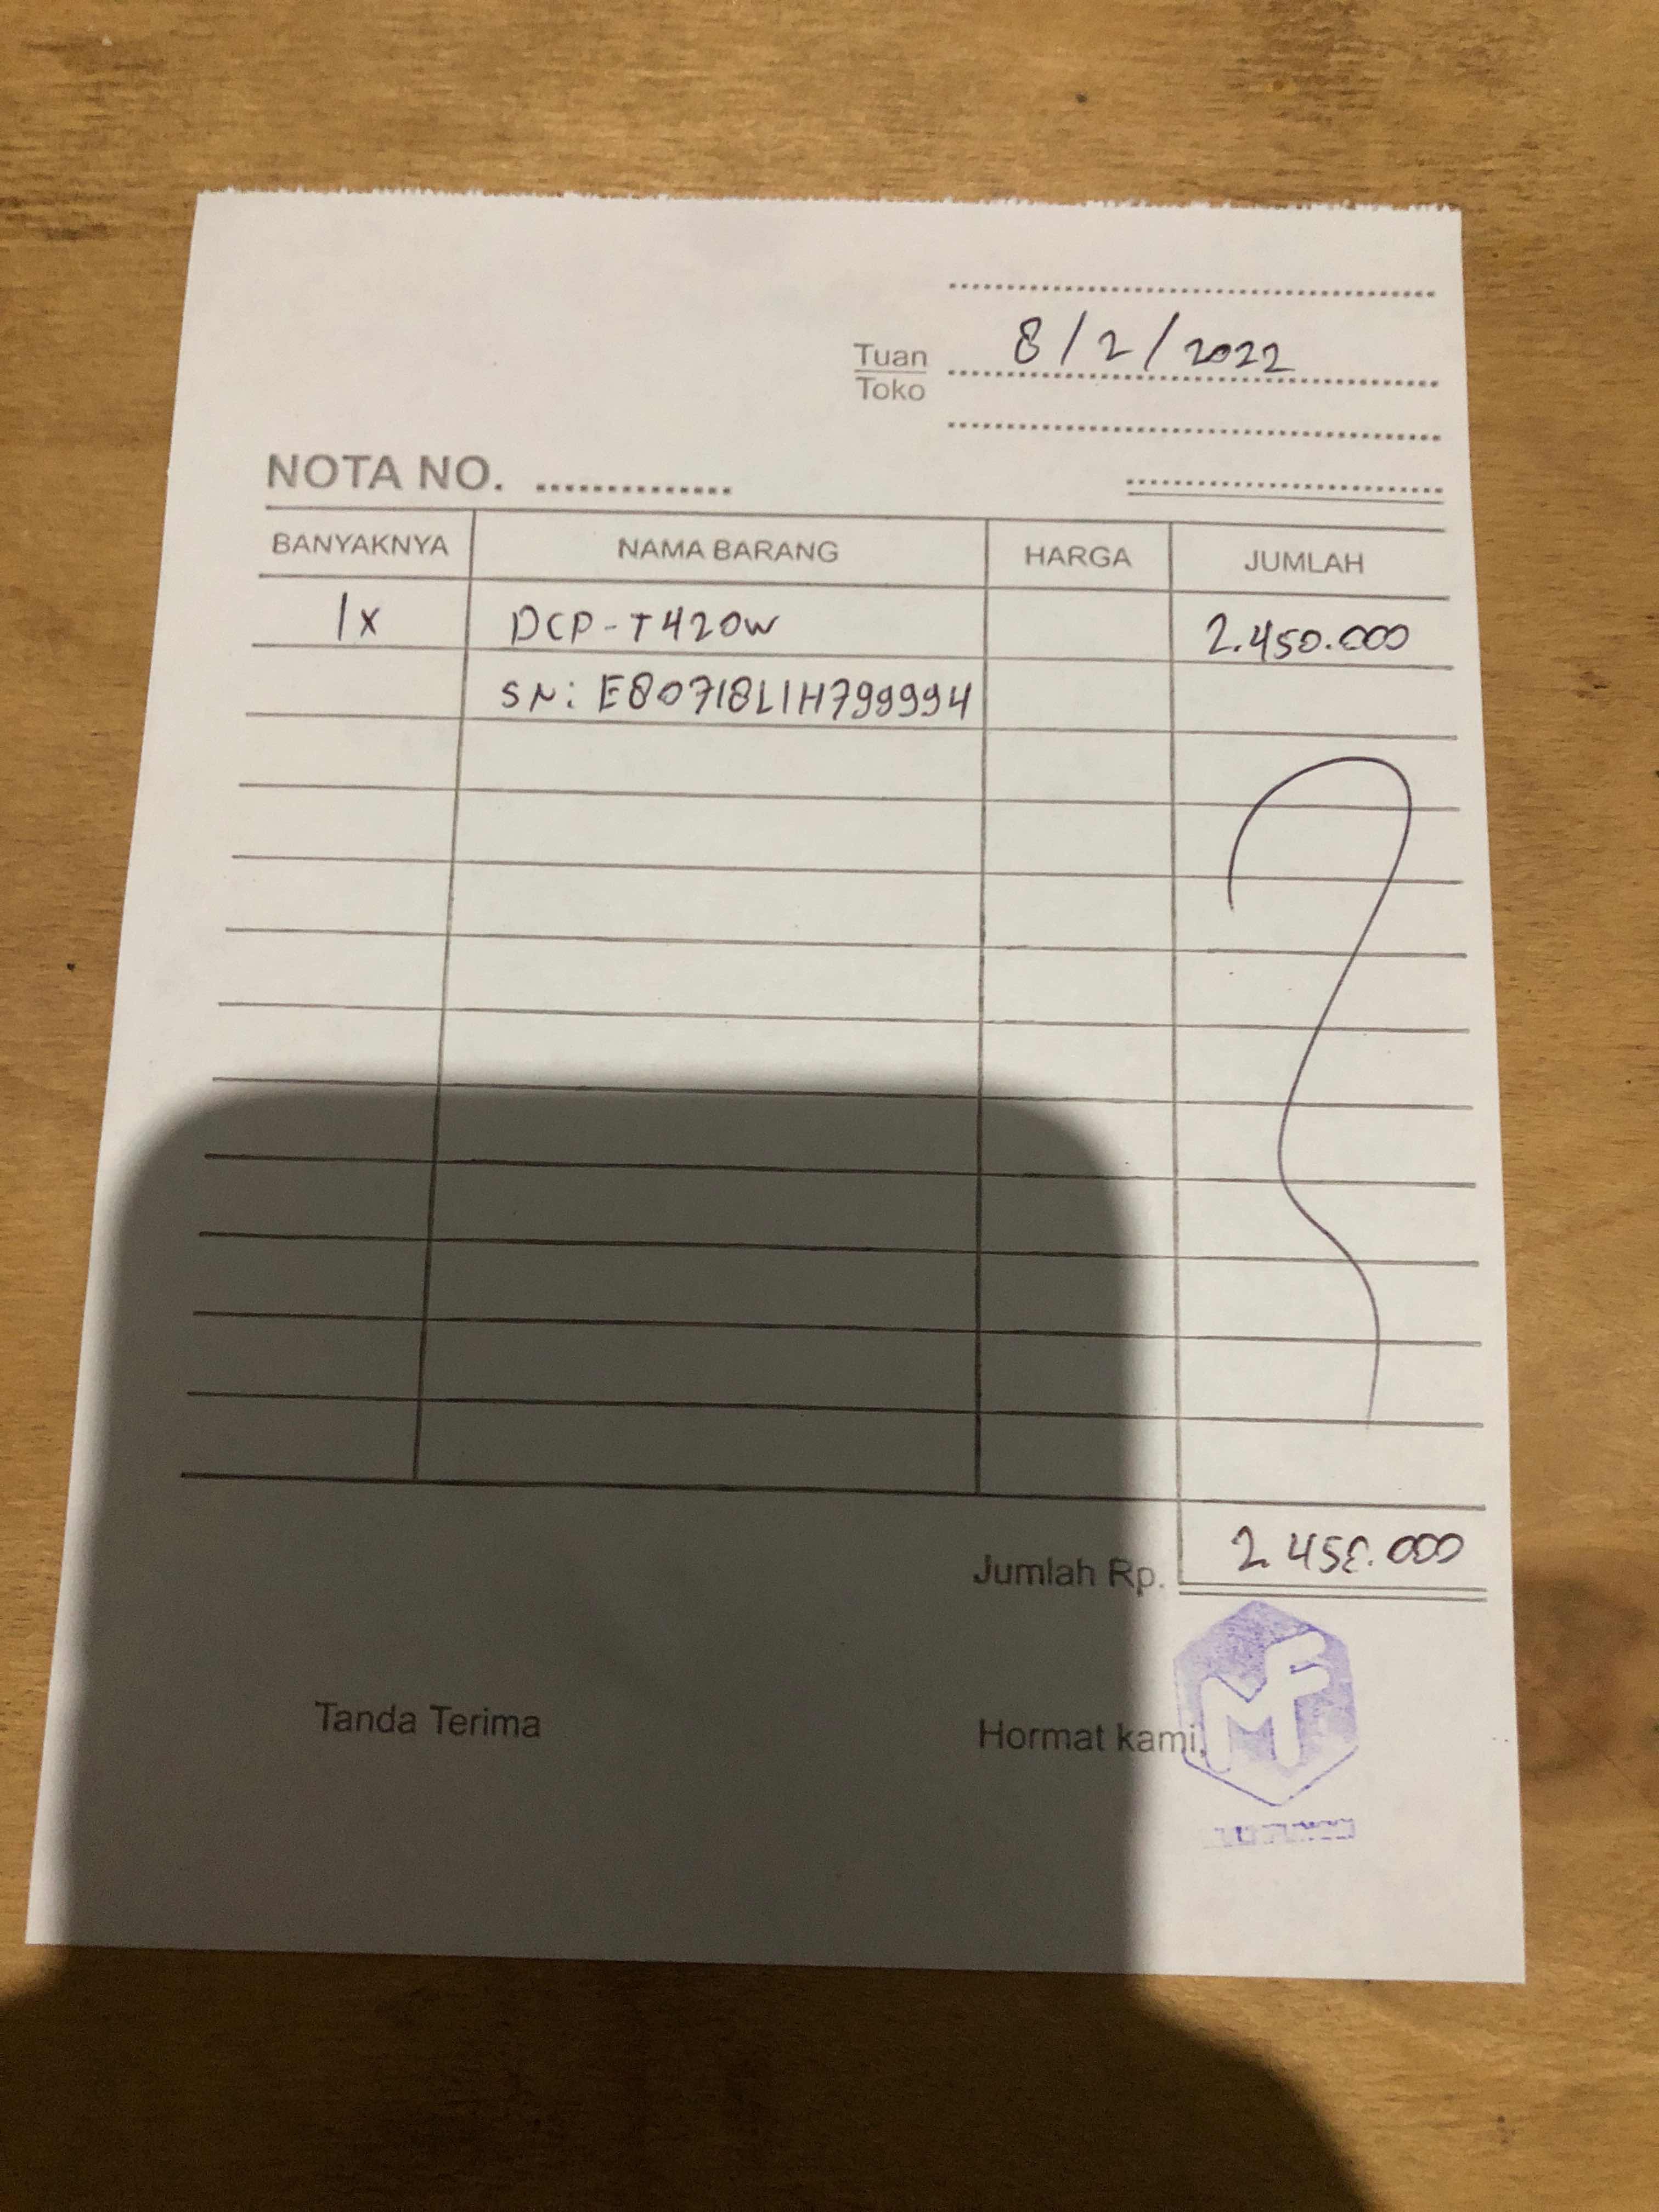 8/2/2022
Tuan
Toko
NOTA NO.
BANYAKNYA NAMA BARANG HARGA JUMLAH
1x DCP-T420W 2.450.000
SN: E80718L1H799994
Jumlah Rp. 2.450.000
Tanda Terima Hormat kami,
MF